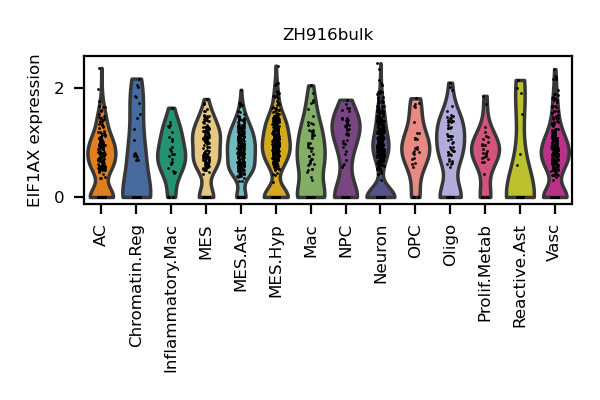 ZH916bulk
EIF1AX expression
2
0
AC
Chromatin.Reg
Inflammatory.Mac
MES
MES.Ast
MES.Hyp
Mac
NPC
Neuron
OPC
Oligo
Prolif.Metab
Reactive.Ast
Vasc